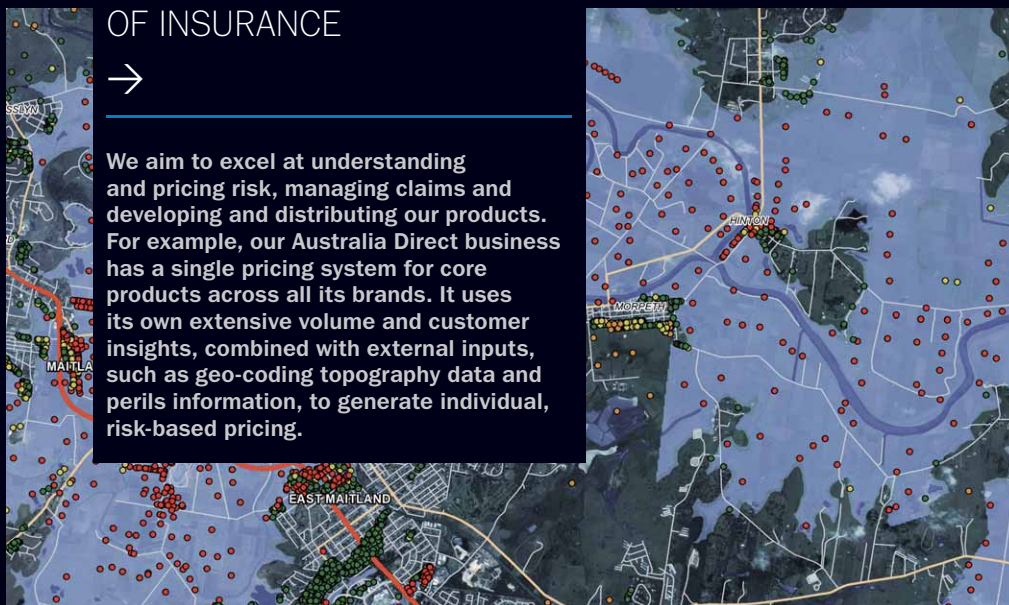 OF INSURANCE
We aim to excel at understanding
and pricing risk, managing claims and
developing and distributing our products.
For example, our Australia Direct business
has a single pricing system for core
products across all its brands. It uses
its own extensive volume and customer
insights, combined with external inputs,
such as geo-coding topography data and
perils information, to generate individual,
risk-based pricing.
SSLYN
D
MAITLA
HINTON
MORPETH
EAST MAITLAND